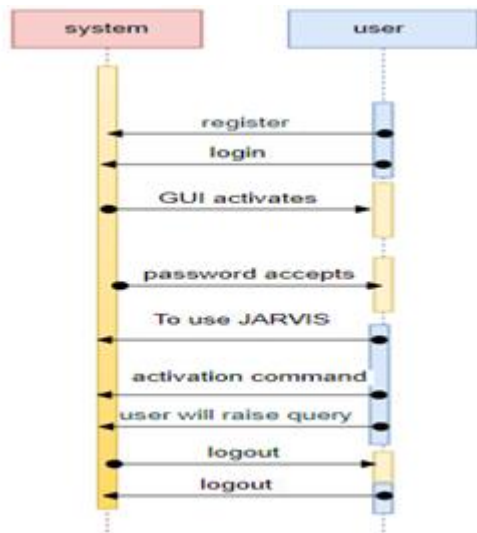 system
user
register
login
GUI activates
password accepts
To use JARVIS
activation command
user will raise query
logout
logout